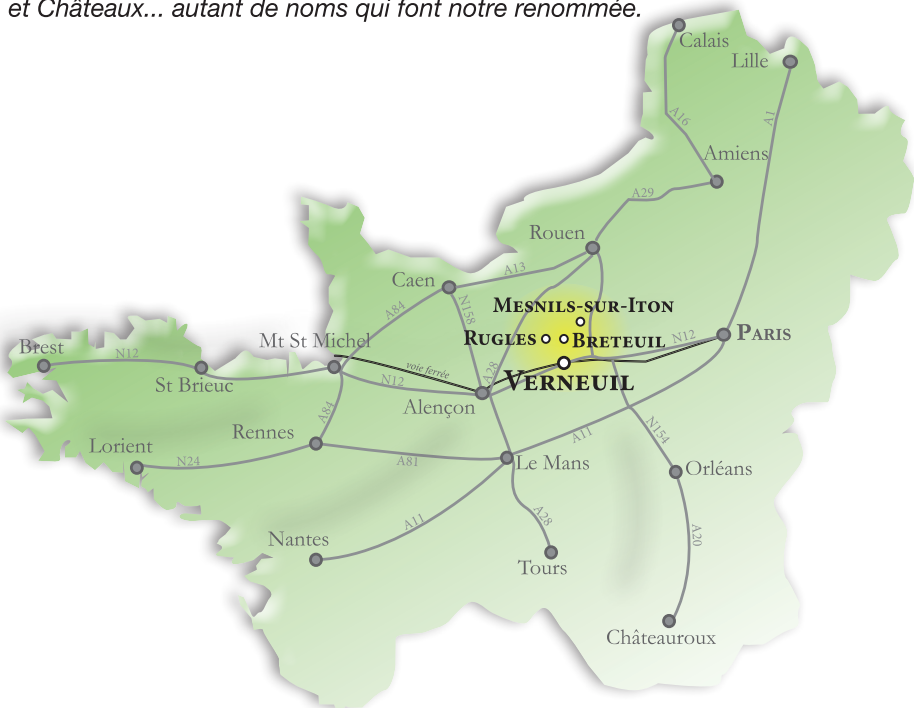 et Châteaux... autant de noms qui font notre renommée.
Calais
Lille
A16
A1
Amiens
A29
Rouen
A13
Caen
A84
N158
MESNILS-SUR-ITON
RUGLES
BRETEUIL
N12
PARIS
Brest
N12
Mt St Michel
St Brieuc
voie ferrée
N12
A28
VERNEUIL
Alençon
A84
Rennes
Lorient
N24
A81
A11
N154
Le Mans
Orléans
A11
A28
A20
Nantes
Tours
Châteauroux